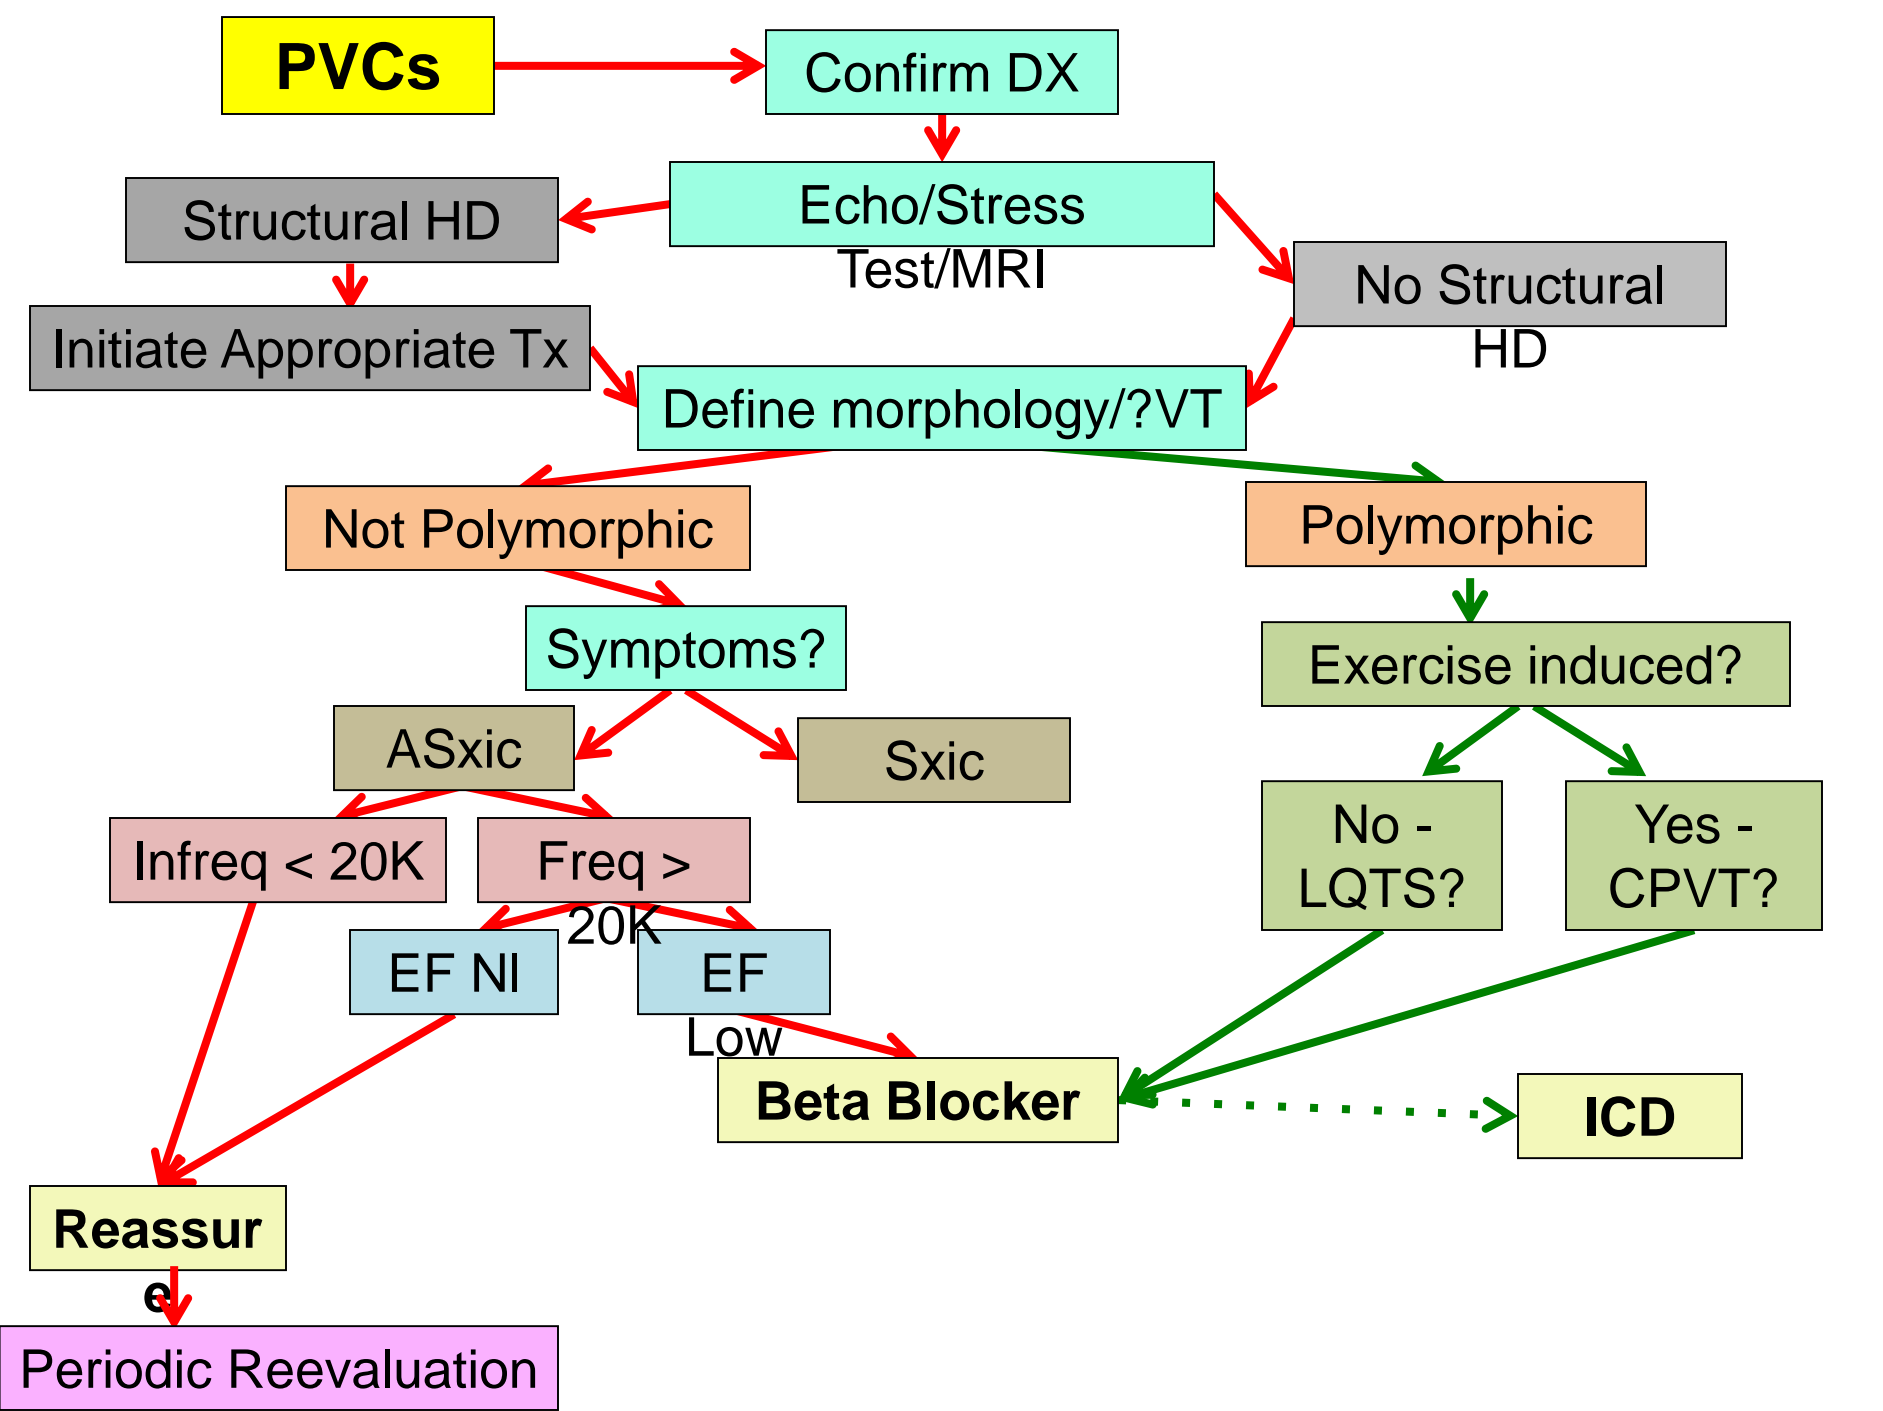 PVCs
Confirm DX
Echo/Stress
Test/MRI
Structural HD
No Structural
HD
Initiate Appropriate Tx
Define morphology/?VT
Not Polymorphic
Polymorphic
Symptoms?
Exercise induced?
ASxic
Sxic
No -
LQTS?
Yes -
CPVT?
Infreq < 20K
Freq >
20K
EF Nl
EF
Low
Beta Blocker
ICD
Reassur
e
Periodic Reevaluation